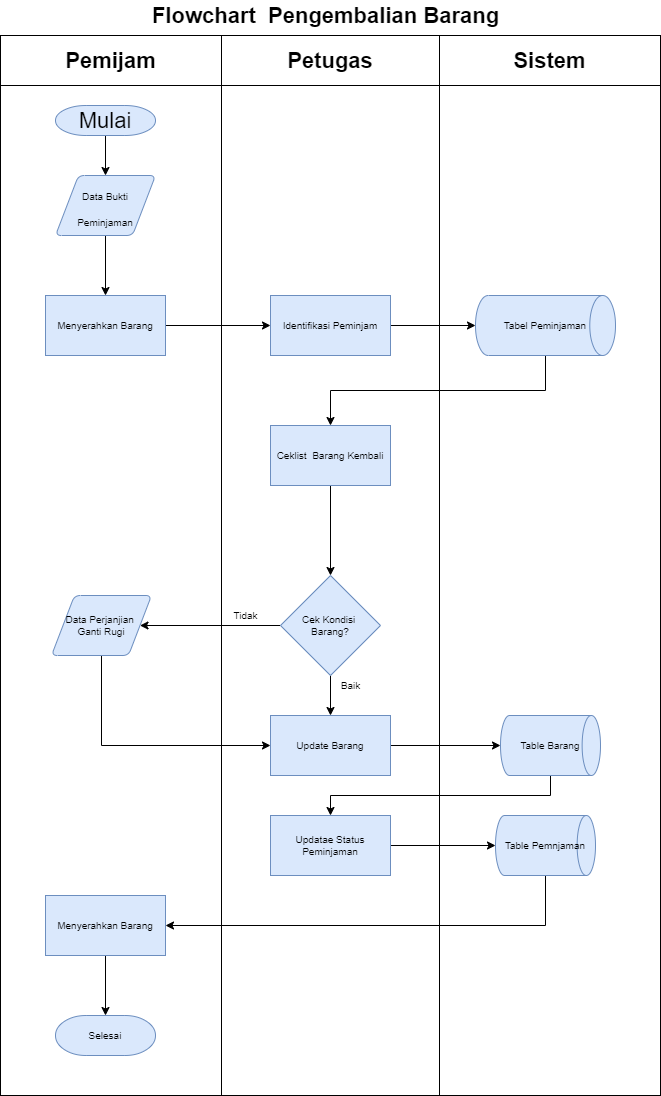 Flowchart  Pengembalian Barang
Pemijam
Petugas
Sistem
Mulai
Data Bukti
Peminjaman
Menyerahkan Barang
Identifikasi Peminjam
Tabel Peminjaman
Ceklist  Barang Kembali
Cek Kondisi
Barang?
Tidak
Data Perjanjian
Ganti Rugi
Baik
Update Barang
Table Barang
Updatae Status
Peminjaman
Table Pemnjaman
Menyerahkan Barang
Selesai